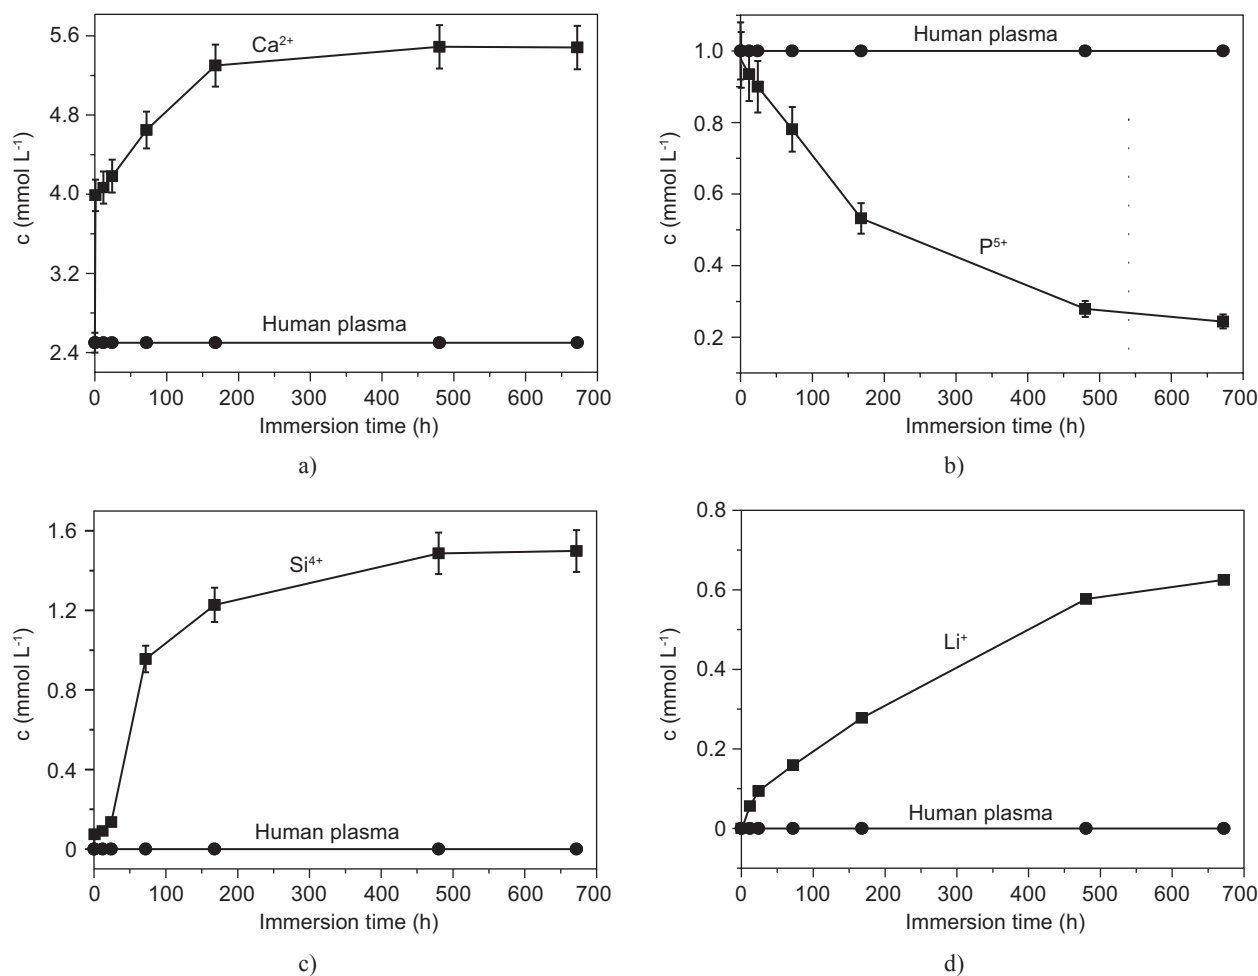 5.6
4.8
4.0
3.2
2.4
c (mmol L⁻¹)
Ca²⁺
Human plasma
0 100 200 300 400 500 600 700
Immersion time (h)
a)
1.0
0.8
0.6
0.4
0.2
c (mmol L⁻¹)
Human plasma
P⁵⁺
0 100 200 300 400 500 600 700
Immersion time (h)
b)
1.6
1.2
0.8
0.4
0
c (mmol L⁻¹)
Si⁴⁺
Human plasma
0 100 200 300 400 500 600 700
Immersion time (h)
c)
0.8
0.6
0.4
0.2
0
c (mmol L⁻¹)
Li⁺
Human plasma
0 100 200 300 400 500 600 700
Immersion time (h)
d)